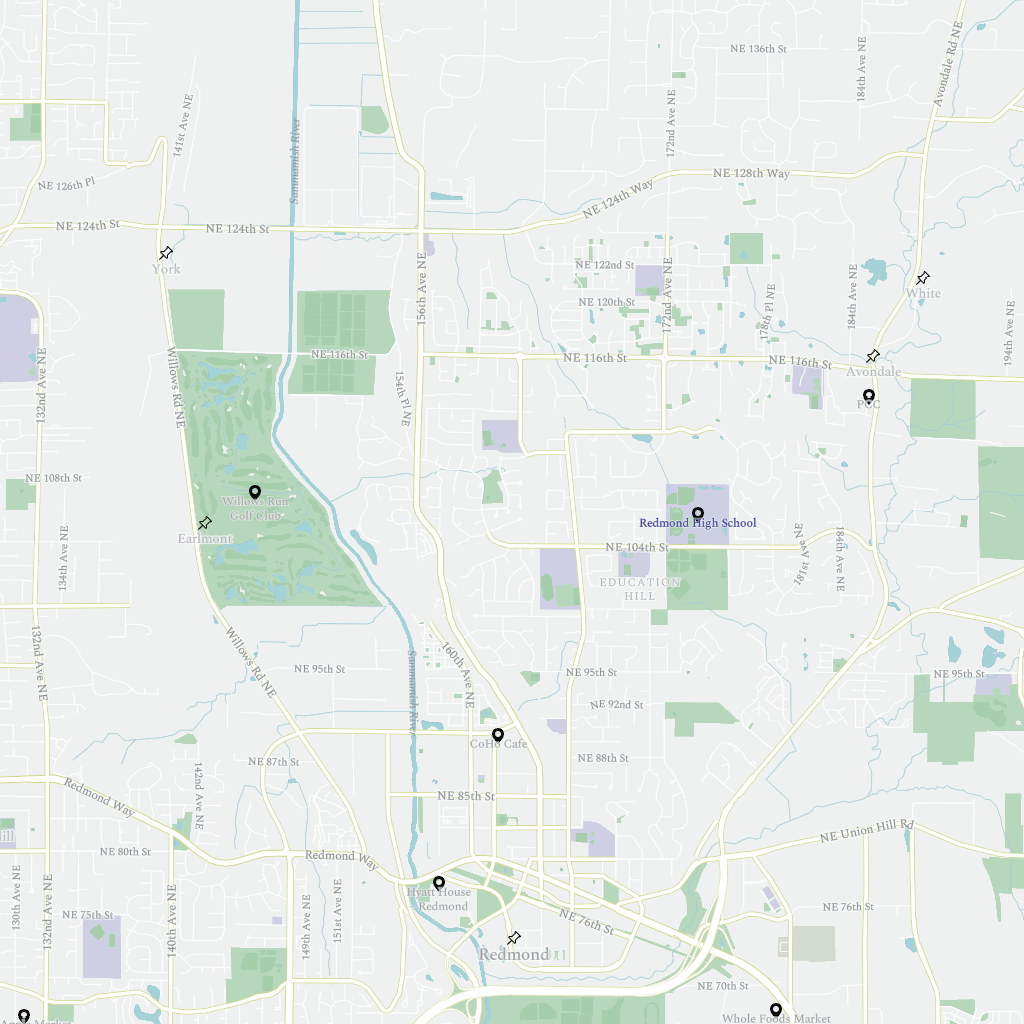 NE 136th St
184th Ave NE
Avondale Rd NE
141st Ave NE
172nd Ave NE
Sammamish River
NE 126th Pl
NE 128th Way
NE 124th Way
NE 124th St
NE 124th St
York
156th Ave NE
NE 122nd St
172nd Ave NE
184th Ave NE
White
NE 120th St
178th Pl NE
194th Ave NE
NE 116th St
NE 116th St
NE 116th St
Avondale
132nd Ave NE
Willows Rd NE
154th Pl NE
PCC
NE 108th St
Willows Run
Golf Club
Earlmont
Redmond High School
134th Ave NE
NE 104th St
181st Ave NE
184th Ave NE
EDUCATION
HILL
132nd Ave NE
Willows Rd NE
160th Ave NE
Sammamish River
NE 95th St
NE 95th St
NE 95th St
NE 92nd St
CoHo Cafe
NE 87th St
142nd Ave NE
NE 88th St
Redmond Way
NE 85th St
NE Union Hill Rd
NE 80th St
Redmond Way
Hyatt House
Redmond
130th Ave NE
132nd Ave NE
140th Ave NE
149th Ave NE
151st Ave NE
NE 75th St
NE 76th St
NE 76th St
Redmond
NE 70th St
Whole Foods Market